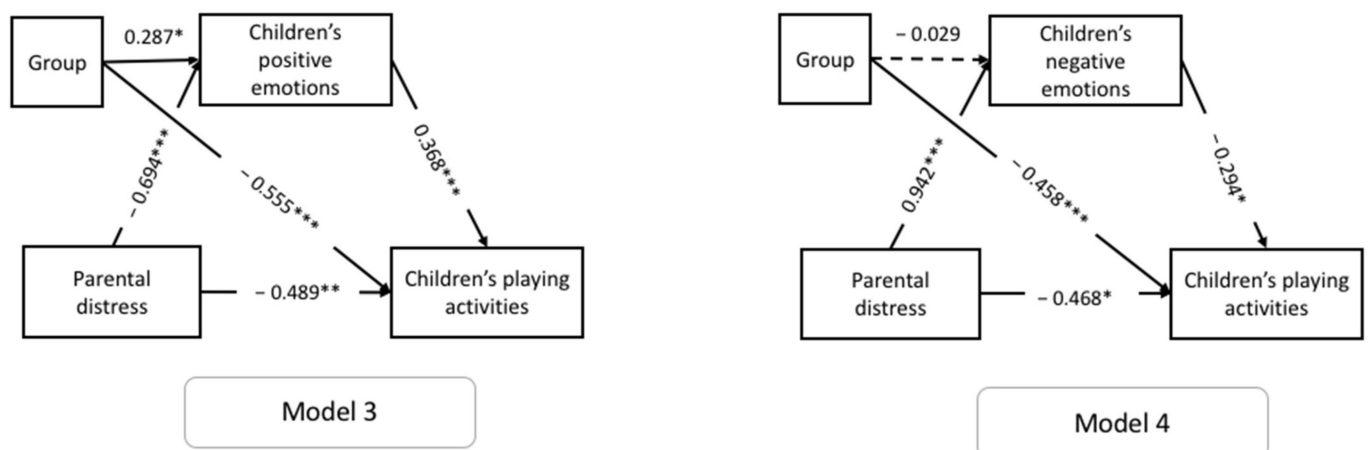 Group
0.287*
Children's
positive
emotions
− 0.694***
− 0.555***
0.368***
Parental
distress
− 0.489**
Children's playing
activities
Model 3
Group
− 0.029
Children's
negative
emotions
0.942***
− 0.458***
− 0.294*
Parental
distress
− 0.468*
Children's playing
activities
Model 4